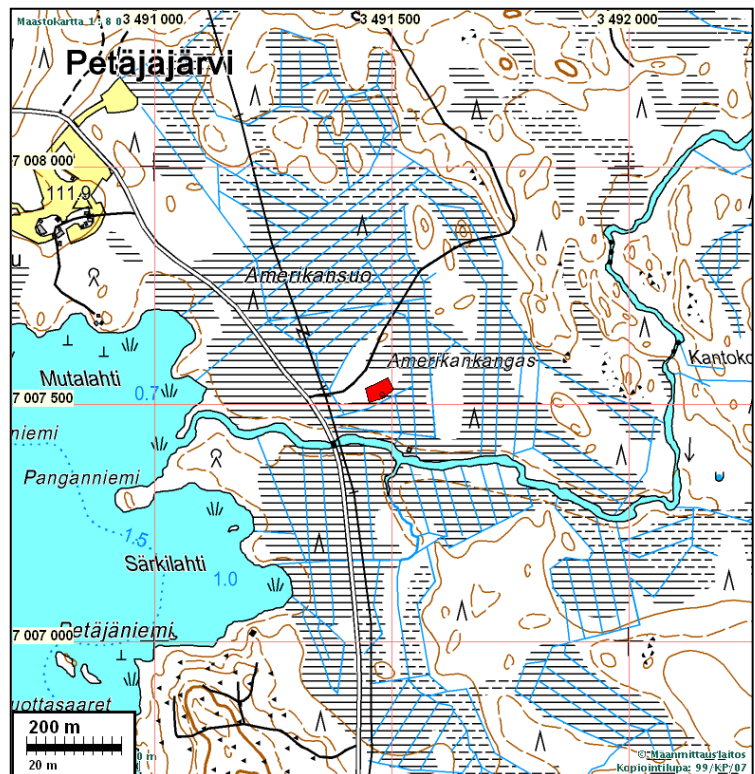 Maastokartta 1
3 491 000
3 491 500
3 492 000
Petäjäjärvi
7 008 000
111.9
u
Amerikansuo
Amerikankangas
Kantoko
Mutalahti
0.7
7 007 500
niemi
Panganniemi
1.5
Särkilahti
1.0
7 007 000
Petäjäniemi
uottasaaret
200 m
20 m
0 m
©Maanmittauslaitos
Kopiointilupa: 99/KP/07